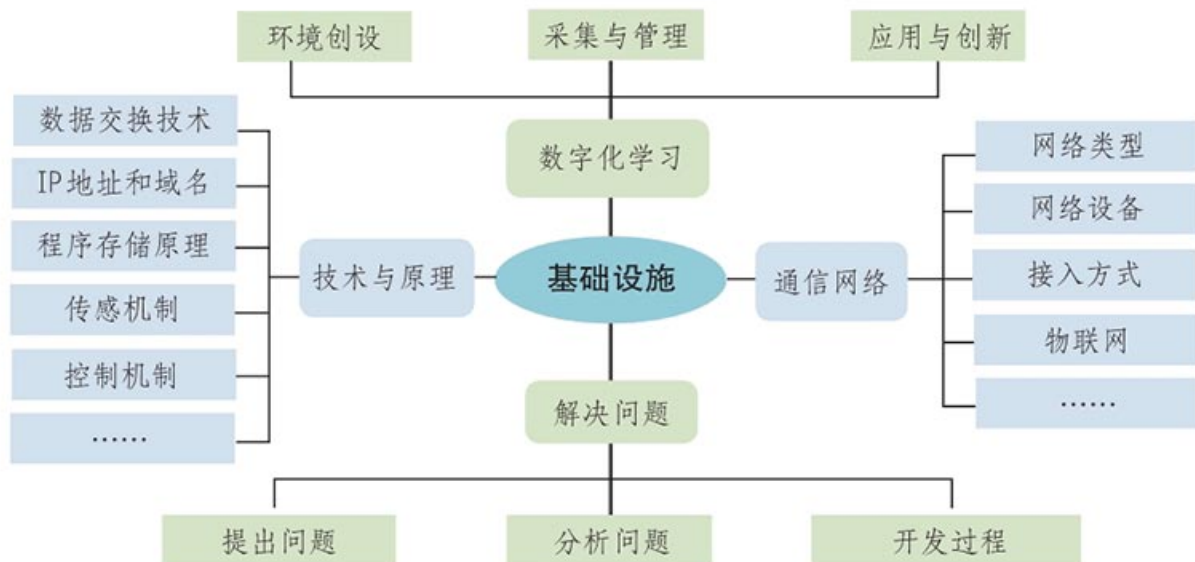 环境创设
采集与管理
应用与创新
数字化学习
数据交换技术
IP地址和域名
程序存储原理
传感机制
控制机制
……
技术与原理
基础设施
通信网络
网络类型
网络设备
接入方式
物联网
……
解决问题
提出问题
分析问题
开发过程